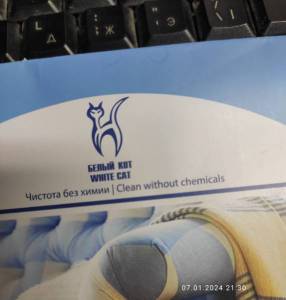 Д Ж Э
БЕЛЫЙ КОТ
WHITE CAT
Чистота без химии | Clean without chemicals
07.01.2024 21:30